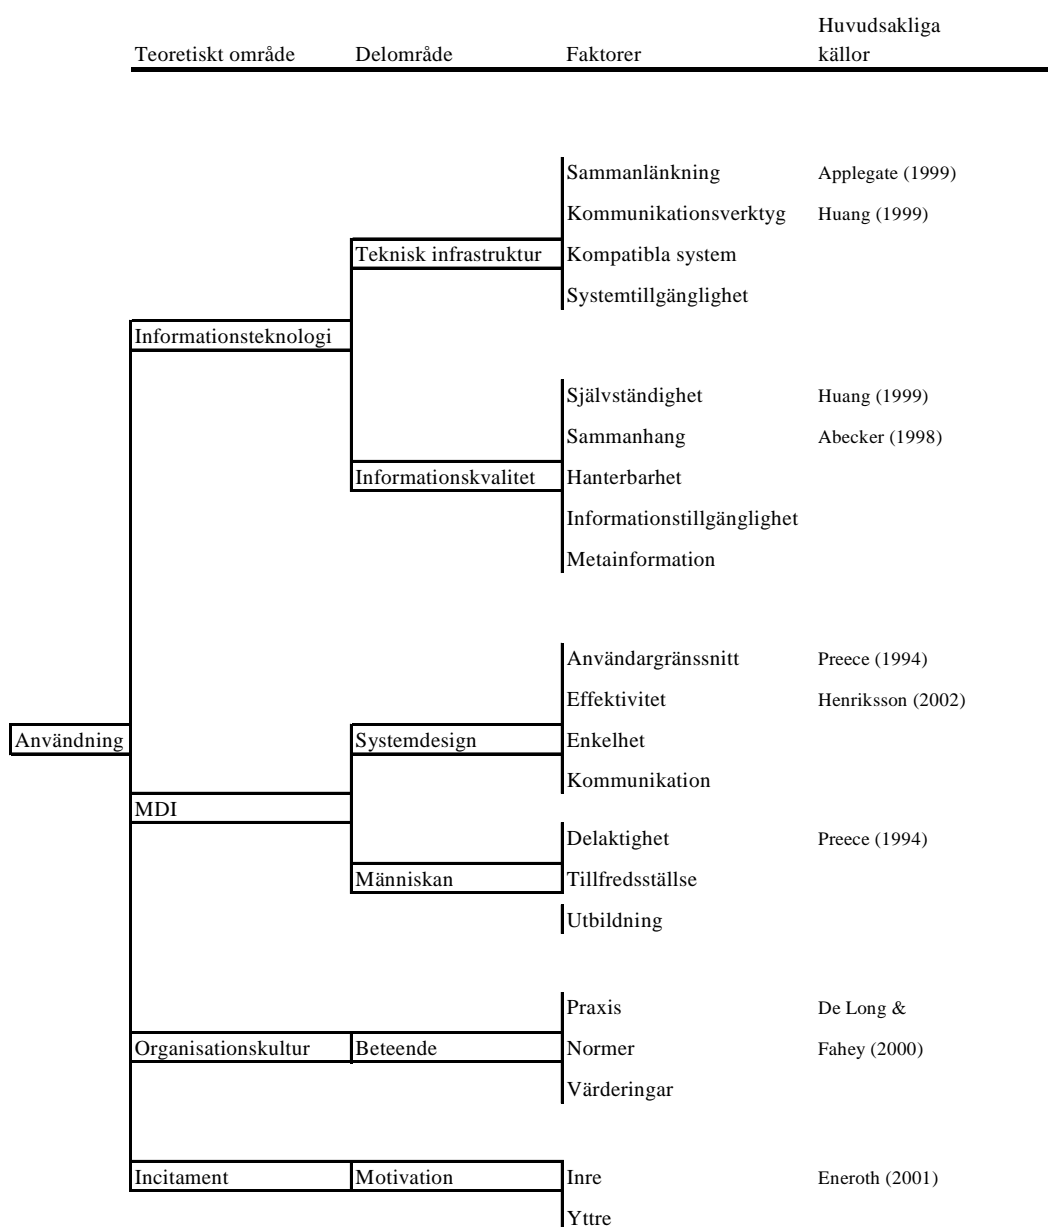 Huvudsakliga
Teoretiskt område Delområde Faktorer källor
Sammanlänkning Applegate (1999)
Kommunikationsverktyg Huang (1999)
Teknisk infrastruktur Kompatibla system
Systemtillgänglighet
Informationsteknologi
Självständighet Huang (1999)
Sammanhang Abecker (1998)
Informationskvalitet Hanterbarhet
Informationstillgänglighet
Metainformation
Användargränssnitt Preece (1994)
Effektivitet Henriksson (2002)
Användning Systemdesign Enkelhet
Kommunikation
MDI
Delaktighet Preece (1994)
Människan Tillfredsställse
Utbildning
Praxis De Long &
Organisationskultur Beteende Normer Fahey (2000)
Värderingar
Incitament Motivation Inre Eneroth (2001)
Yttre